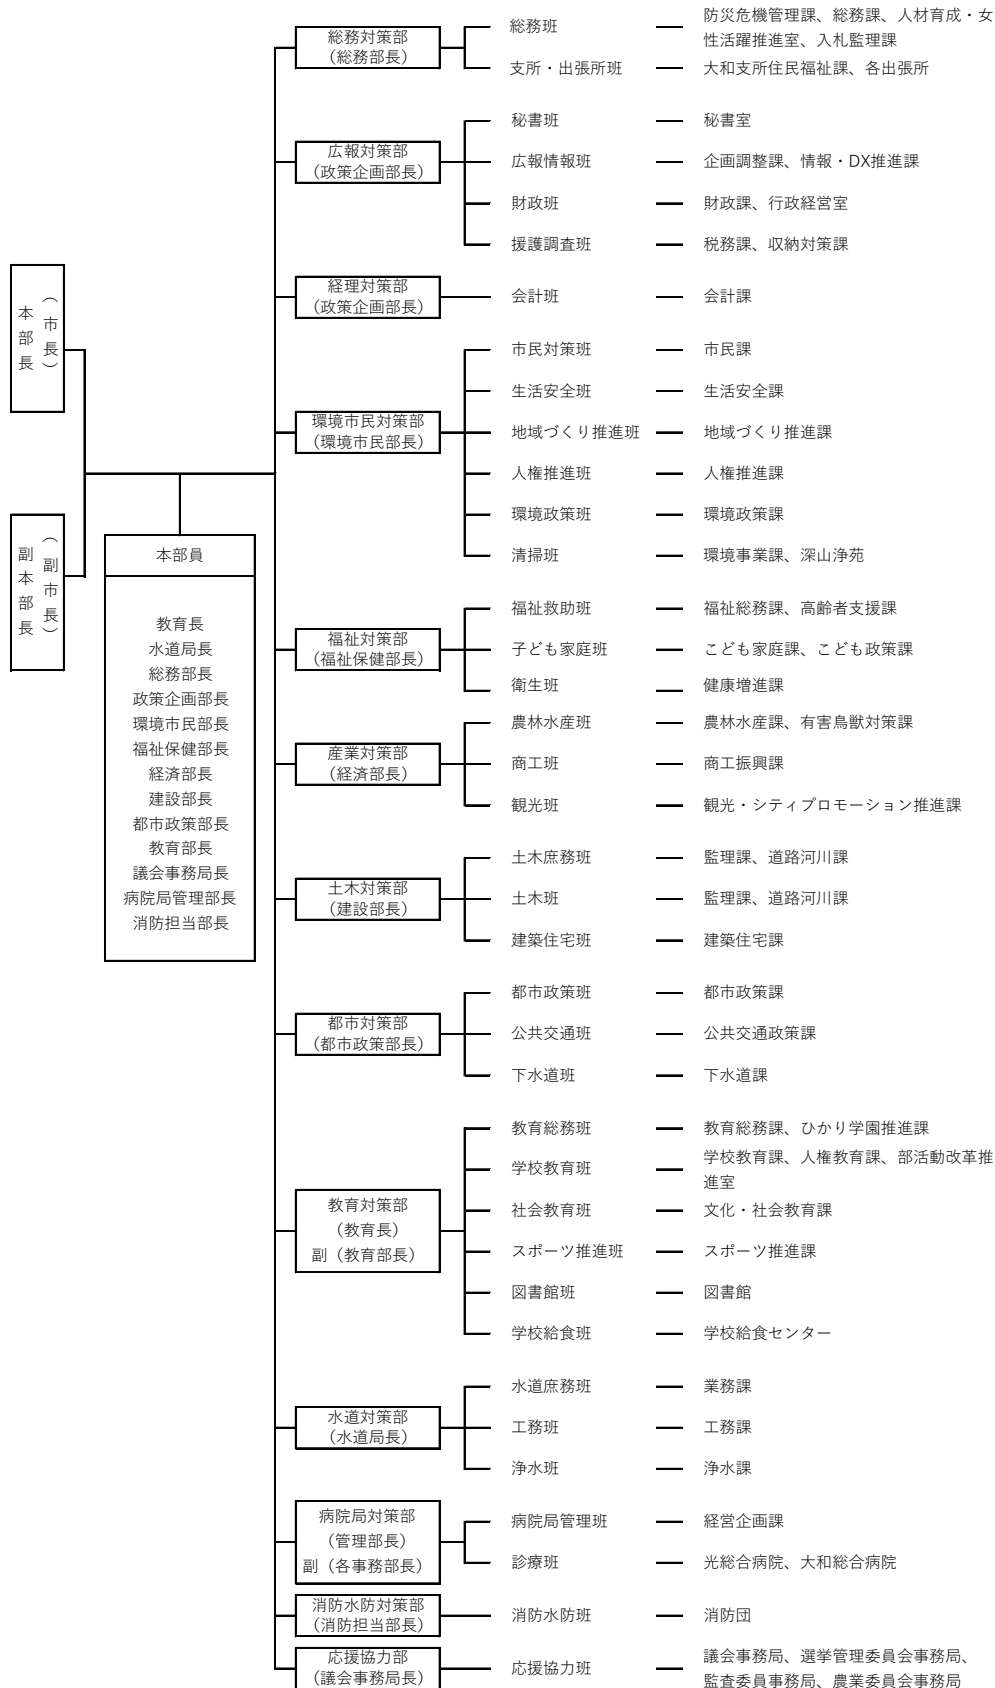 本部長
（市長）
副本部長
（副市長）
本部員
教育長
水道局長
総務部長
政策企画部長
環境市民部長
福祉保健部長
経済部長
建設部長
都市政策部長
教育部長
議会事務局長
病院局管理部長
消防担当部長
総務対策部
（総務部長）
総務班
防災危機管理課、総務課、人材育成・女
性活躍推進室、入札監理課
支所・出張所班
大和支所住民福祉課、各出張所
広報対策部
（政策企画部長）
秘書班
秘書室
広報情報班
企画調整課、情報・DX推進課
財政班
財政課、行政経営室
援護調査班
税務課、収納対策課
経理対策部
（政策企画部長）
会計班
会計課
環境市民対策部
（環境市民部長）
市民対策班
市民課
生活安全班
生活安全課
地域づくり推進班
地域づくり推進課
人権推進班
人権推進課
環境政策班
環境政策課
清掃班
環境事業課、深山浄苑
福祉対策部
（福祉保健部長）
福祉救助班
福祉総務課、高齢者支援課
子ども家庭班
こども家庭課、こども政策課
衛生班
健康増進課
産業対策部
（経済部長）
農林水産班
農林水産課、有害鳥獣対策課
商工班
商工振興課
観光班
観光・シティプロモーション推進課
土木対策部
（建設部長）
土木庶務班
監理課、道路河川課
土木班
監理課、道路河川課
建築住宅班
建築住宅課
都市対策部
（都市政策部長）
都市政策班
都市政策課
公共交通班
公共交通政策課
下水道班
下水道課
教育対策部
（教育長）
副（教育部長）
教育総務班
教育総務課、ひかり学園推進課
学校教育班
学校教育課、人権教育課、部活動改革推
進室
社会教育班
文化・社会教育課
スポーツ推進班
スポーツ推進課
図書館班
図書館
学校給食班
学校給食センター
水道対策部
（水道局長）
水道庶務班
業務課
工務班
工務課
浄水班
浄水課
病院局対策部
（管理部長）
副（各事務部長）
病院局管理班
経営企画課
診療班
光総合病院、大和総合病院
消防水防対策部
（消防担当部長）
消防水防班
消防団
応援協力部
（議会事務局長）
応援協力班
議会事務局、選挙管理委員会事務局、
監査委員事務局、農業委員会事務局